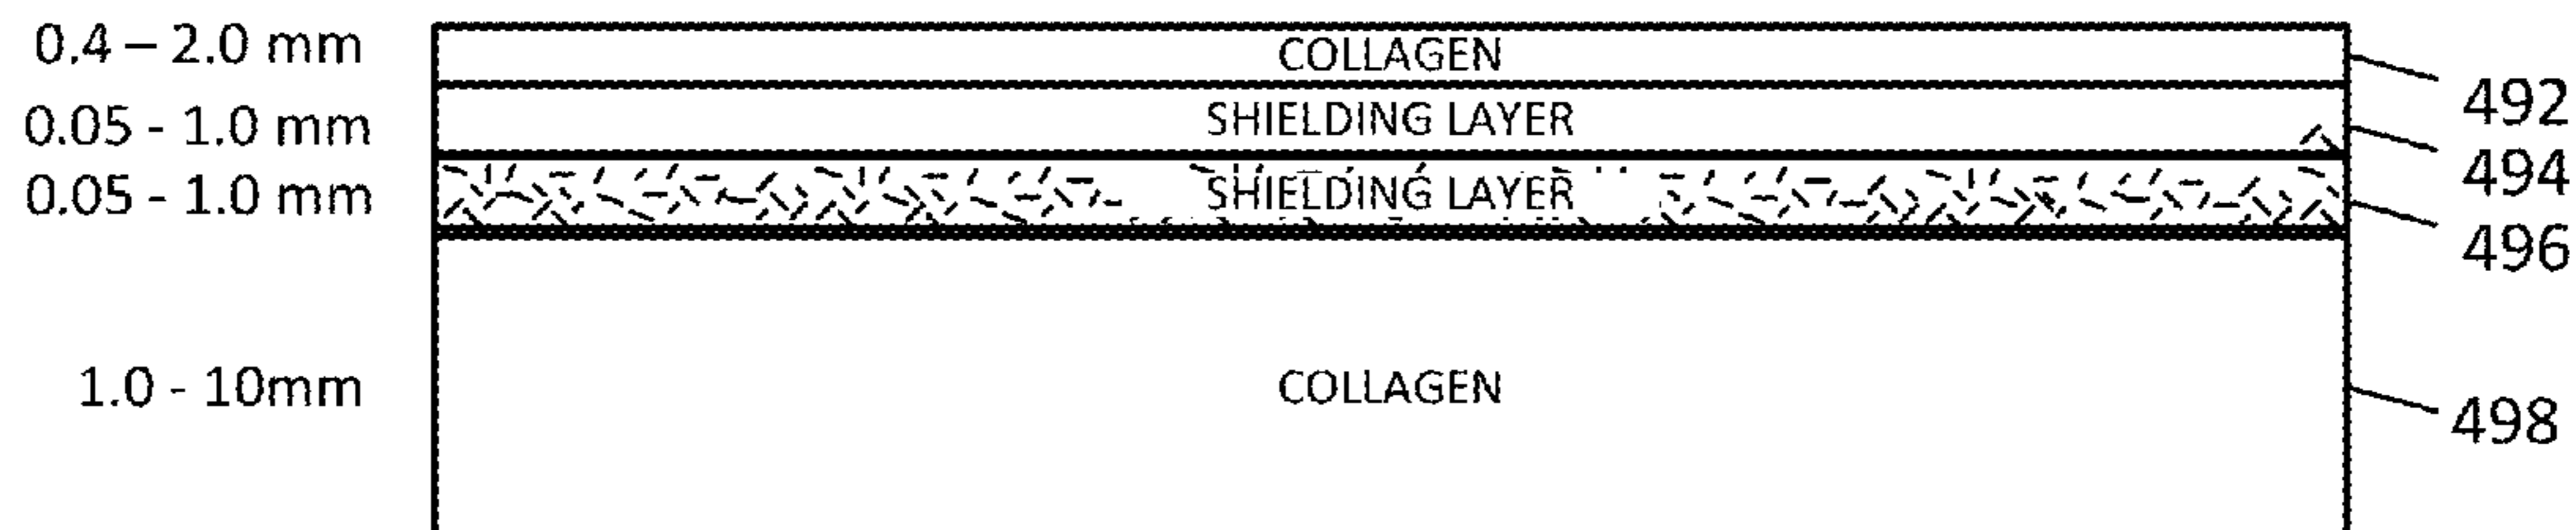 0.4 – 2.0 mm COLLAGEN 492
0.05 - 1.0 mm SHIELDING LAYER 494
0.05 - 1.0 mm SHIELDING LAYER 496
1.0 - 10mm COLLAGEN 498